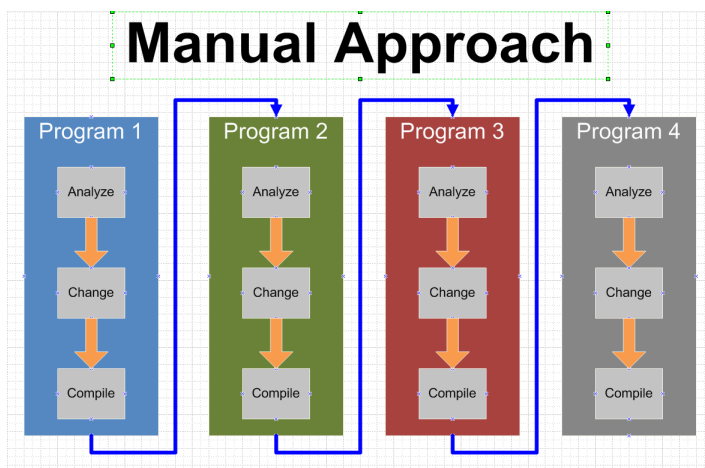 Manual Approach
Program 1
Analyze
Change
Compile
Program 2
Analyze
Change
Compile
Program 3
Analyze
Change
Compile
Program 4
Analyze
Change
Compile